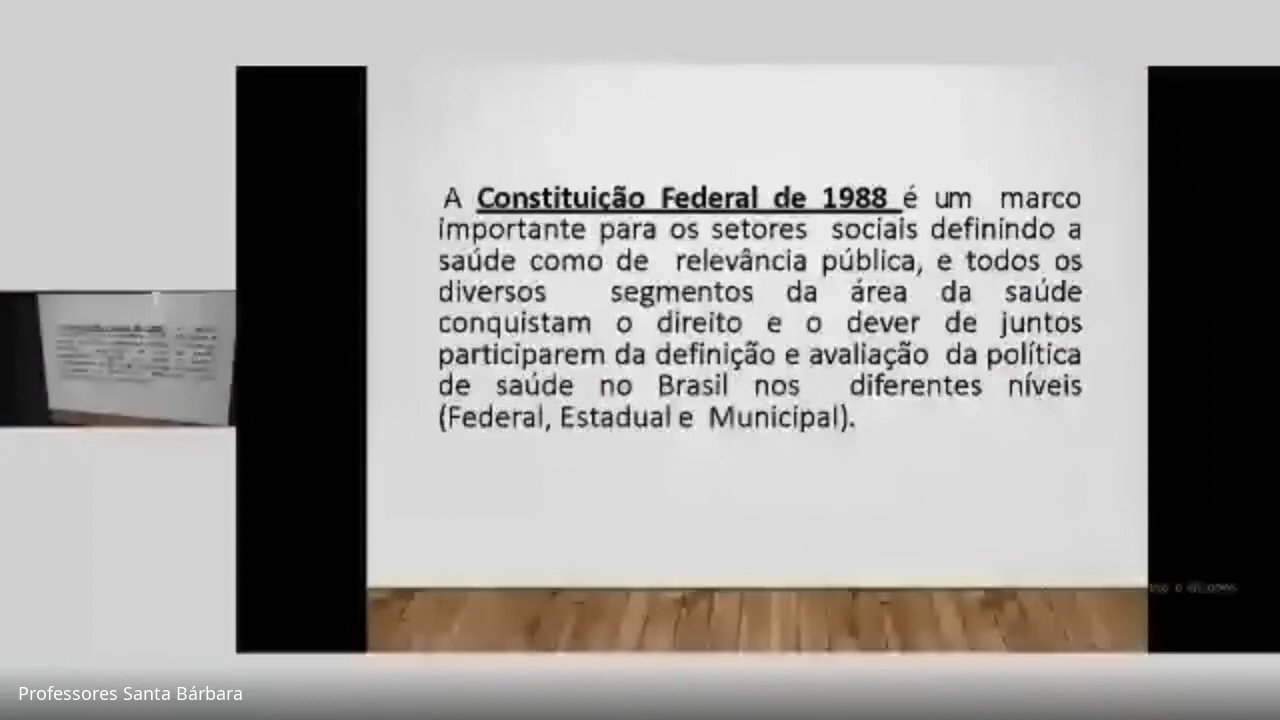 A Constituição Federal de 1988 é um marco
importante para os setores sociais definindo a
saúde como de relevância pública, e todos os
diversos segmentos da área da saúde
conquistam o direito e o dever de juntos
participarem da definição e avaliação da política
de saúde no Brasil nos diferentes níveis
(Federal, Estadual e Municipal).
Professores Santa Bárbara